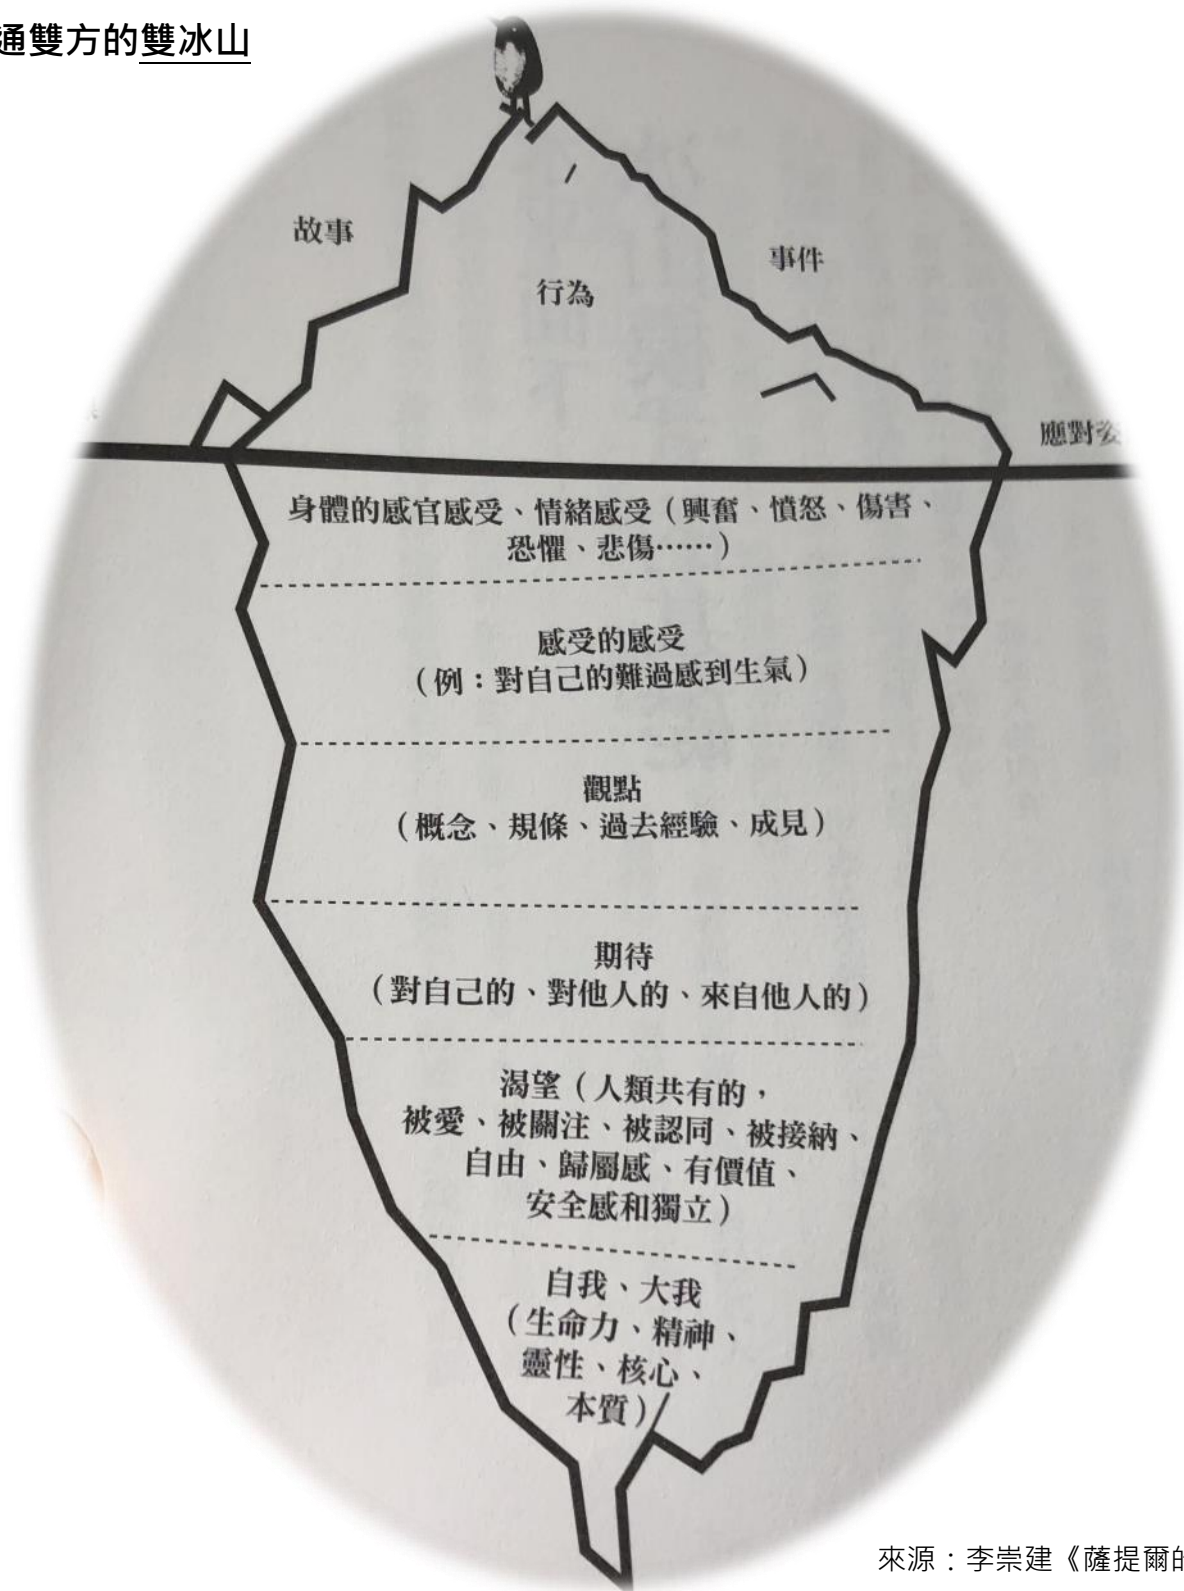 通雙方的雙冰山
故事
事件
行為
應對姿
身體的感官感受、情緒感受（興奮、憤怒、傷害、
恐懼、悲傷……）
感受的感受
（例：對自己的難過感到生氣）
觀點
（概念、規條、過去經驗、成見）
期待
（對自己的、對他人的、來自他人的）
渴望（人類共有的，
被愛、被關注、被認同、被接納、
自由、歸屬感、有價值、
安全感和獨立）
自我、大我
（生命力、精神、
靈性、核心、
本質）
來源：李崇建《薩提爾的